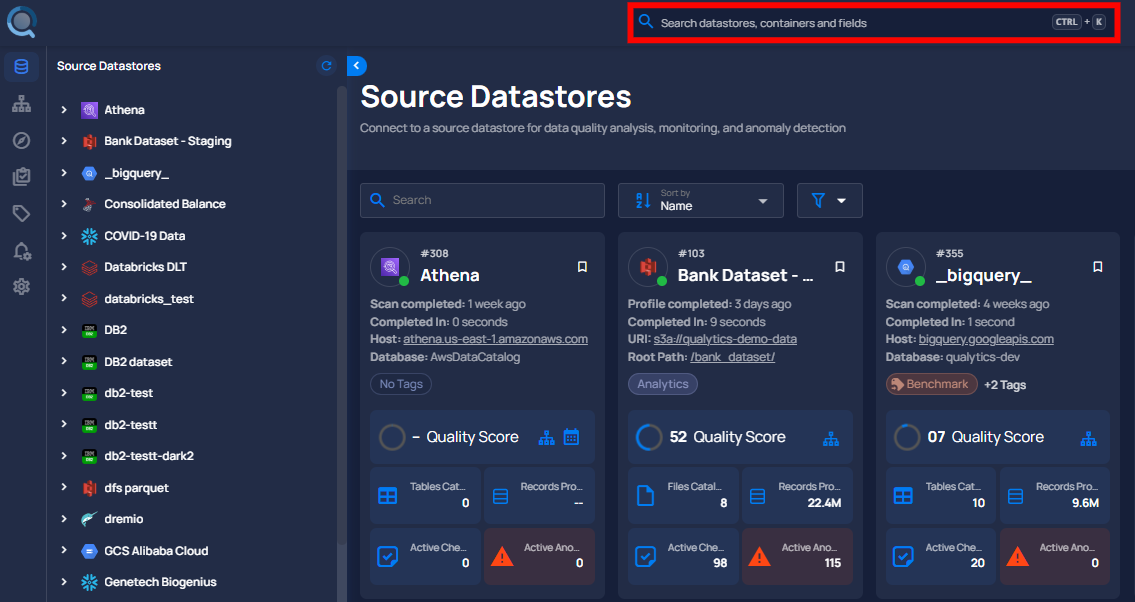 Search datastores, containers and fields CTRL + K
Source Datastores
Athena
Bank Dataset - Staging
_bigquery_
Consolidated Balance
COVID-19 Data
Databricks DLT
databricks_test
DB2
DB2 dataset
db2-test
db2-testt
db2-testt-dark2
dfs parquet
dremio
GCS Alibaba Cloud
Genetech Biogenius
Source Datastores
Connect to a source datastore for data quality analysis, monitoring, and anomaly detection
Search
Sort by
Name
#308
Athena
Scan completed: 1 week ago
Completed In: 0 seconds
Host: athena.us-east-1.amazonaws.com
Database: AwsDataCatalog
No Tags
– Quality Score
Tables Cat...
0
Records Pro...
--
Active Che...
0
Active Ano...
0
#103
Bank Dataset - ...
Profile completed: 3 days ago
Completed In: 9 seconds
URI: s3a://qualytics-demo-data
Root Path: /bank_dataset/
Analytics
52 Quality Score
Files Catal...
8
Records Pro...
22.4M
Active Che...
98
Active Ano...
115
#355
_bigquery_
Scan completed: 4 weeks ago
Completed In: 1 second
Host: bigquery.googleapis.com
Database: qualytics-dev
Benchmark +2 Tags
07 Quality Score
Tables Cat...
10
Records Pro...
9.6M
Active Che...
20
Active Ano...
0